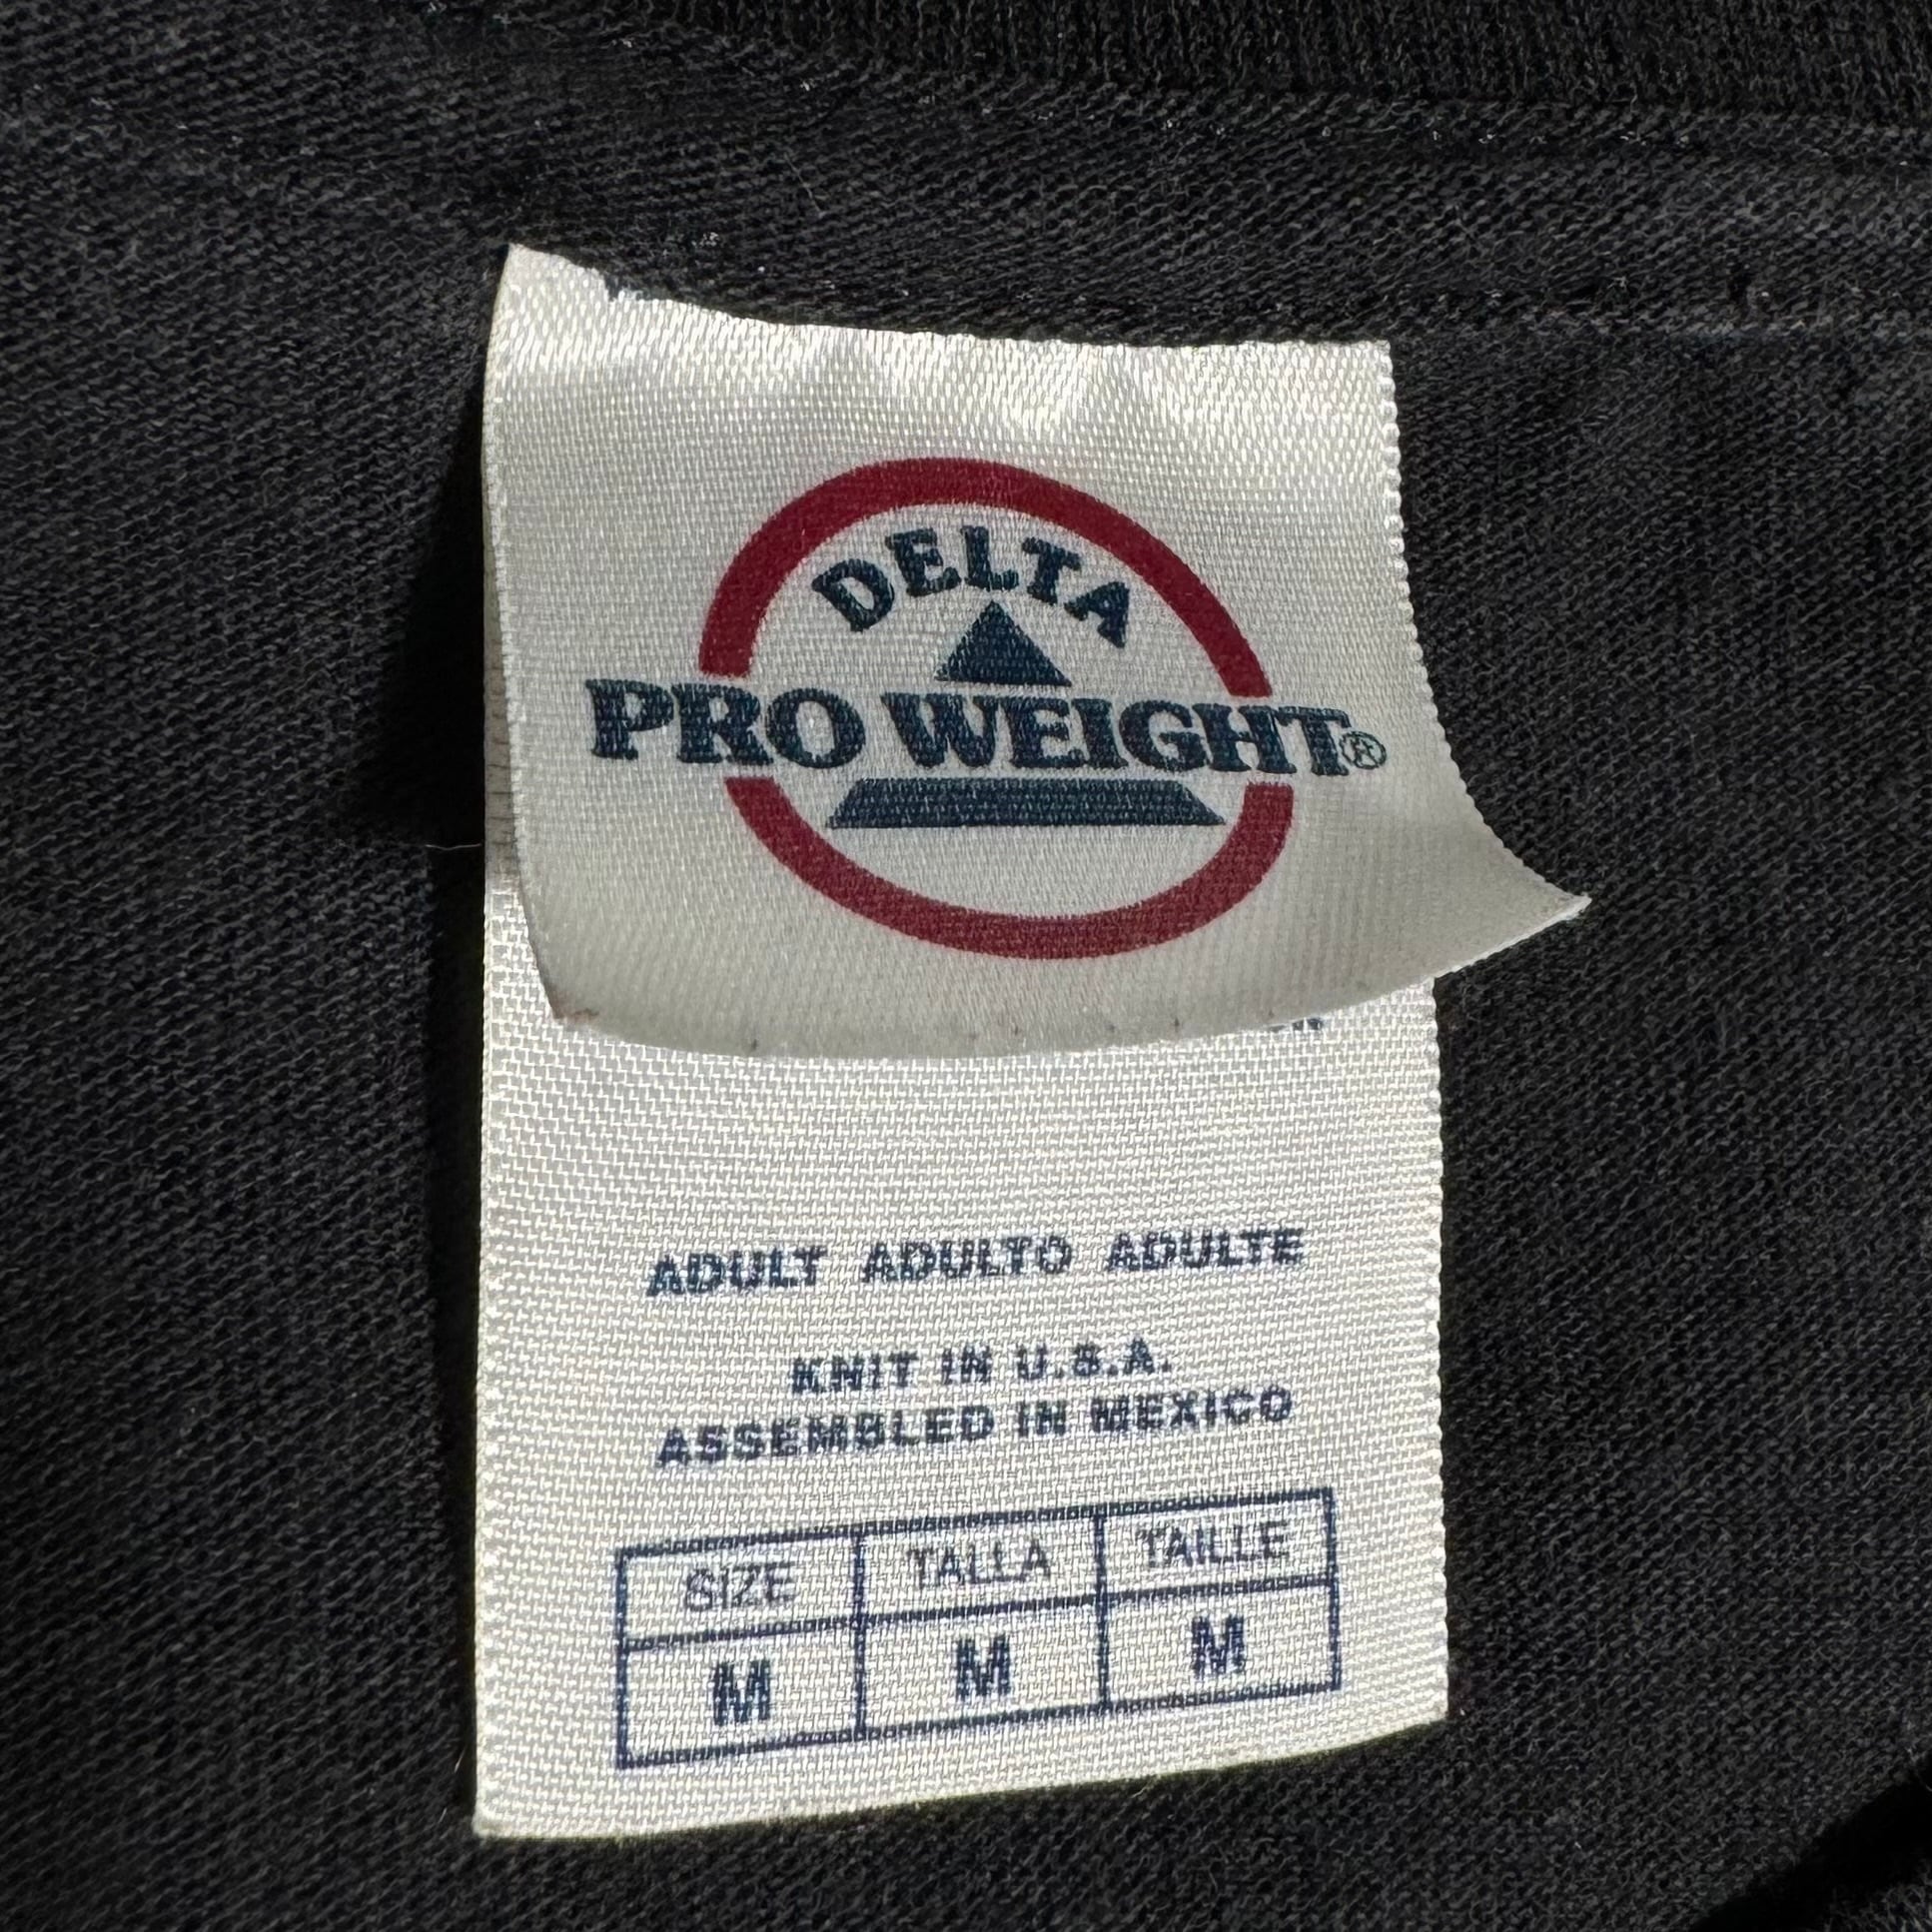 DELTA
PRO WEIGHT®
ADULT ADULTO ADULTE
KNIT IN U.S.A.
ASSEMBLED IN MEXICO
SIZE TALLA TAILLE
M M M